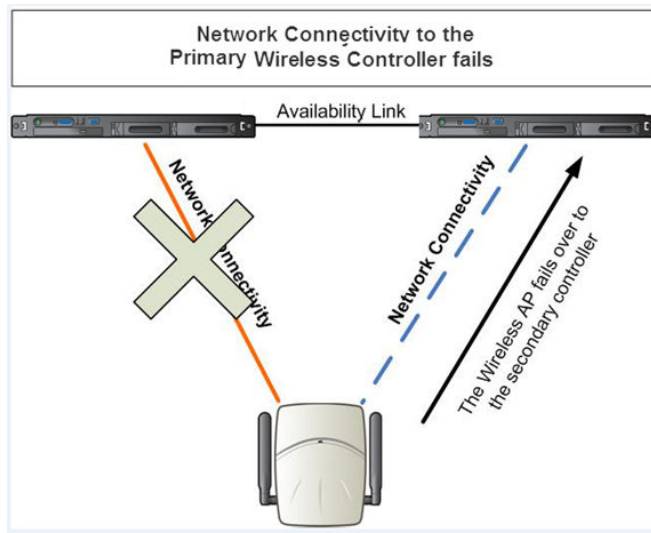 Network Connectivity to the
Primary Wireless Controller fails
Availability Link
Network Connectivity
Network Connectivity
The Wireless AP fails over to
the secondary controller